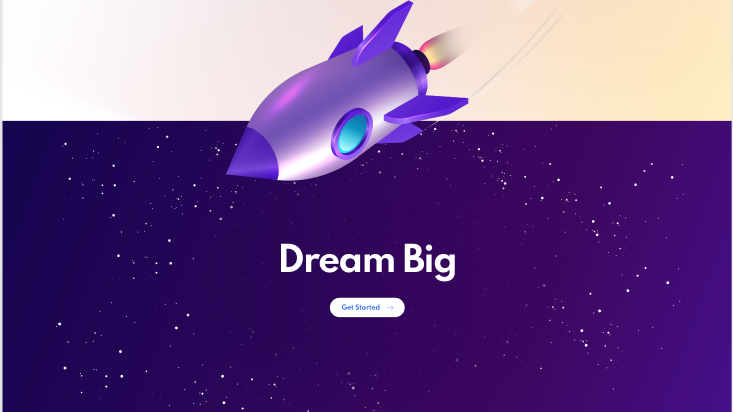 Dream Big
Get Started →